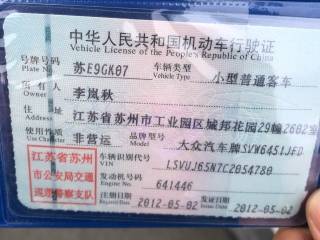 中华人民共和国机动车行驶证
Vehicle License of the People's Republic of China
号牌号码 Plate No. 苏E9GK07 车辆类型 Vehicle Type 小型普通客车
所有人 Owner 李岚秋
住址 Address 江苏省苏州市工业园区城邦花园29幢2602室
使用性质 Use Character 非营运 品牌型号 Model 大众汽车牌SVW6451JED
江苏省苏州市公安局交通巡逻警察支队
车辆识别代号 VIN LSVUJ65N7C2054780
发动机号码 Engine No. 641446
注册日期 2012-05-02 发证日期 2012-05-02